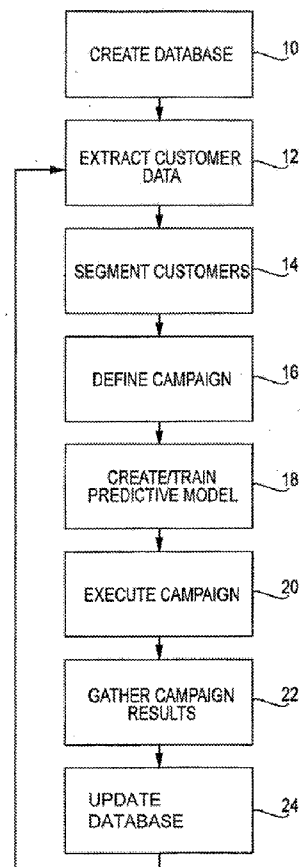 CREATE DATABASE
10
EXTRACT CUSTOMER
DATA
12
SEGMENT CUSTOMERS
14
DEFINE CAMPAIGN
16
CREATE/TRAIN
PREDICTIVE MODEL
18
EXECUTE CAMPAIGN
20
GATHER CAMPAIGN
RESULTS
22
UPDATE
DATABASE
24